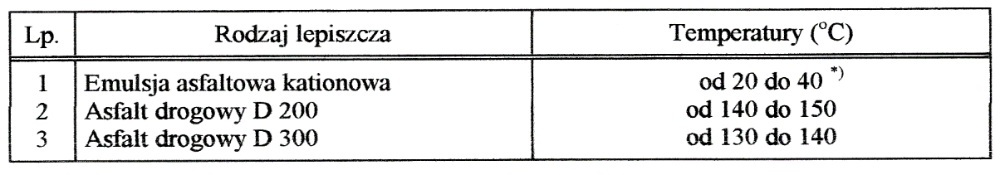 Lp. Rodzaj lepiszcza Temperatury (°C)
1 Emulsja asfaltowa kationowa od 20 do 40 *)
2 Asfalt drogowy D 200 od 140 do 150
3 Asfalt drogowy D 300 od 130 do 140